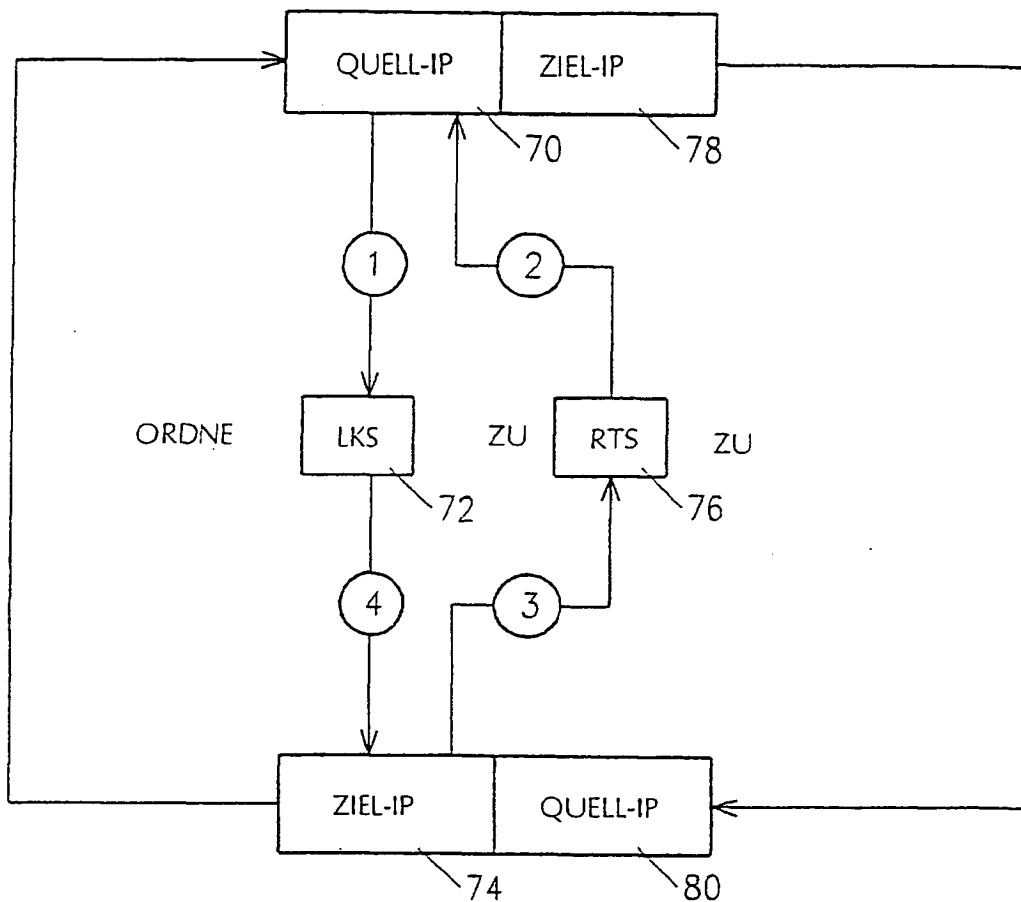 QUELL-IP ZIEL-IP
70 78
1 2
ORDNE LKS ZU RTS ZU
72 76
4 3
ZIEL-IP QUELL-IP
74 80